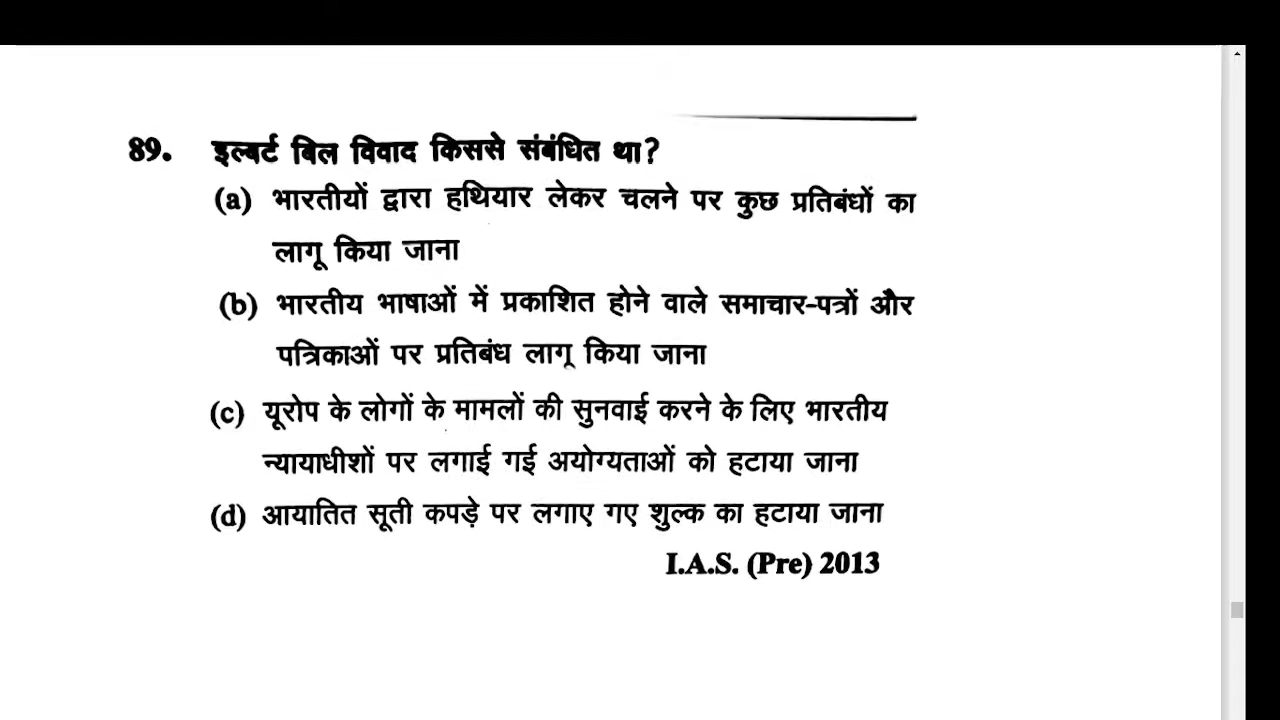 89. इल्बर्ट बिल विवाद किससे संबंधित था?
(a) भारतीयों द्वारा हथियार लेकर चलने पर कुछ प्रतिबंधों का
लागू किया जाना
(b) भारतीय भाषाओं में प्रकाशित होने वाले समाचार-पत्रों और
पत्रिकाओं पर प्रतिबंध लागू किया जाना
(c) यूरोप के लोगों के मामलों की सुनवाई करने के लिए भारतीय
न्यायाधीशों पर लगाई गई अयोग्यताओं को हटाया जाना
(d) आयातित सूती कपड़े पर लगाए गए शुल्क का हटाया जाना
I.A.S. (Pre) 2013